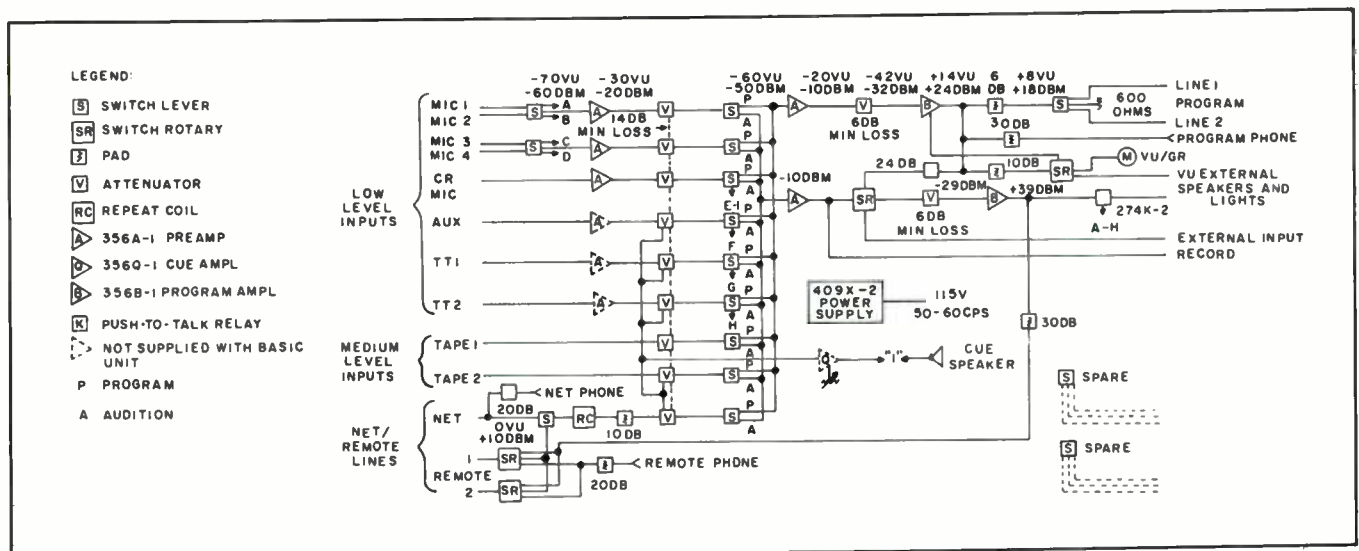 LEGEND:
S SWITCH LEVER
SR SWITCH ROTARY
PAD
V ATTENUATOR
RC REPEAT COIL
A 356A-1 PREAMP
Q 356Q-1 CUE AMPL
B 356B-1 PROGRAM AMPL
K PUSH-TO-TALK RELAY
NOT SUPPLIED WITH BASIC
UNIT
P PROGRAM
A AUDITION
LOW
LEVEL
INPUTS
MIC 1
MIC 2
MIC 3
MIC 4
CR
MIC
AUX
TT1
TT2
MEDIUM
LEVEL
INPUTS
TAPE 1
TAPE 2
NET/
REMOTE
LINES
NET
1
REMOTE
2
-70VU
-60DBM
-30VU
-20DBM
-60VU
-50DBM
-20VU
-10DBM
-42VU
-32DBM
+14VU
+24DBM
6
DB
+8VU
+18DBM
S
A
B
S
C
D
A
A
A
A
A
A
14DB
MIN LOSS
V
V
V
V
V
V
V
V
V
S P
A
S P
A
S P
A
E-I
S P
A
F
S P
A
G
S P
A
H
S P
A
S P
A
S P
A
A
V
6DB
MIN LOSS
B
S
LINE 1
600
OHMS
PROGRAM
LINE 2
30DB
PROGRAM PHONE
24DB
10DB
SR
M VU/GR
VU EXTERNAL
-10DBM
A
SR
V
6DB
MIN LOSS
-29DBM
B
+39DBM
SPEAKERS AND
LIGHTS
274K-2
A-H
EXTERNAL INPUT
RECORD
409X-2
POWER
SUPPLY
115V
50-60CPS
30DB
"I"
CUE
SPEAKER
NET PHONE
20DB
0VU
+10DBM
S
RC
10DB
SR
SR
REMOTE PHONE
20DB
S SPARE
S SPARE